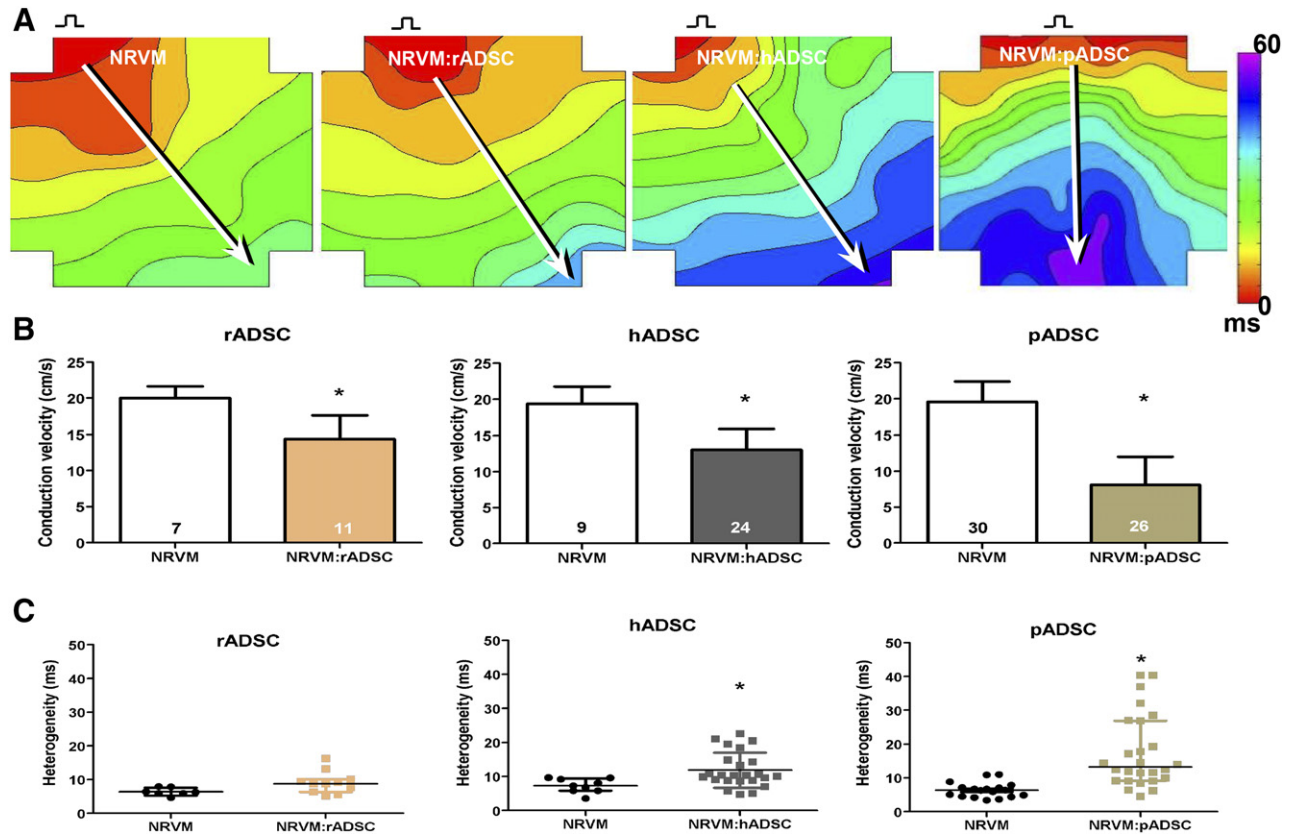 A
NRVM
NRVM:rADSC
NRVM:hADSC
NRVM:pADSC
60
0
ms
B
rADSC
hADSC
pADSC
Conduction velocity (cm/s)
25
20
15
10
5
0
7
11
NRVM
NRVM:rADSC
Conduction velocity (cm/s)
25
20
15
10
5
0
9
24
NRVM
NRVM:hADSC
Conduction velocity (cm/s)
25
20
15
10
5
0
30
26
NRVM
NRVM:pADSC
*
*
*
C
rADSC
hADSC
pADSC
Heterogeneity (ms)
50
40
30
20
10
0
NRVM
NRVM:rADSC
Heterogeneity (ms)
50
40
30
20
10
0
*
NRVM
NRVM:hADSC
Heterogeneity (ms)
50
40
30
20
10
0
*
NRVM
NRVM:pADSC